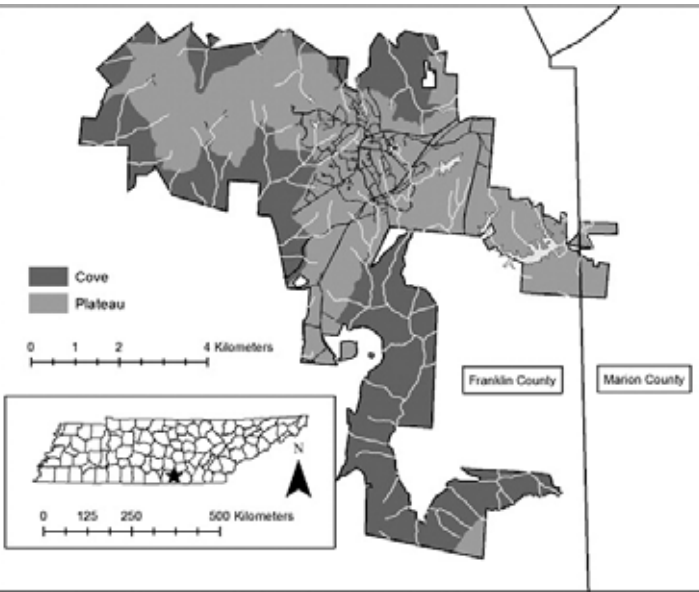 Cove
Plateau
0 1 2 4 Kilometers
Franklin County
Marion County
N
0 125 250 500 Kilometers